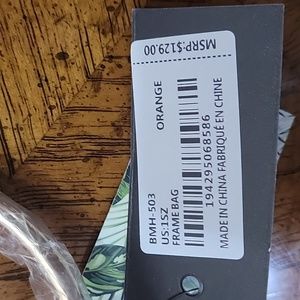 MSRP:$129.00
ORANGE
BMH-503
US:1SZ
FRAME BAG
194295068586
MADE IN CHINA FABRIQUÉ EN CHINE